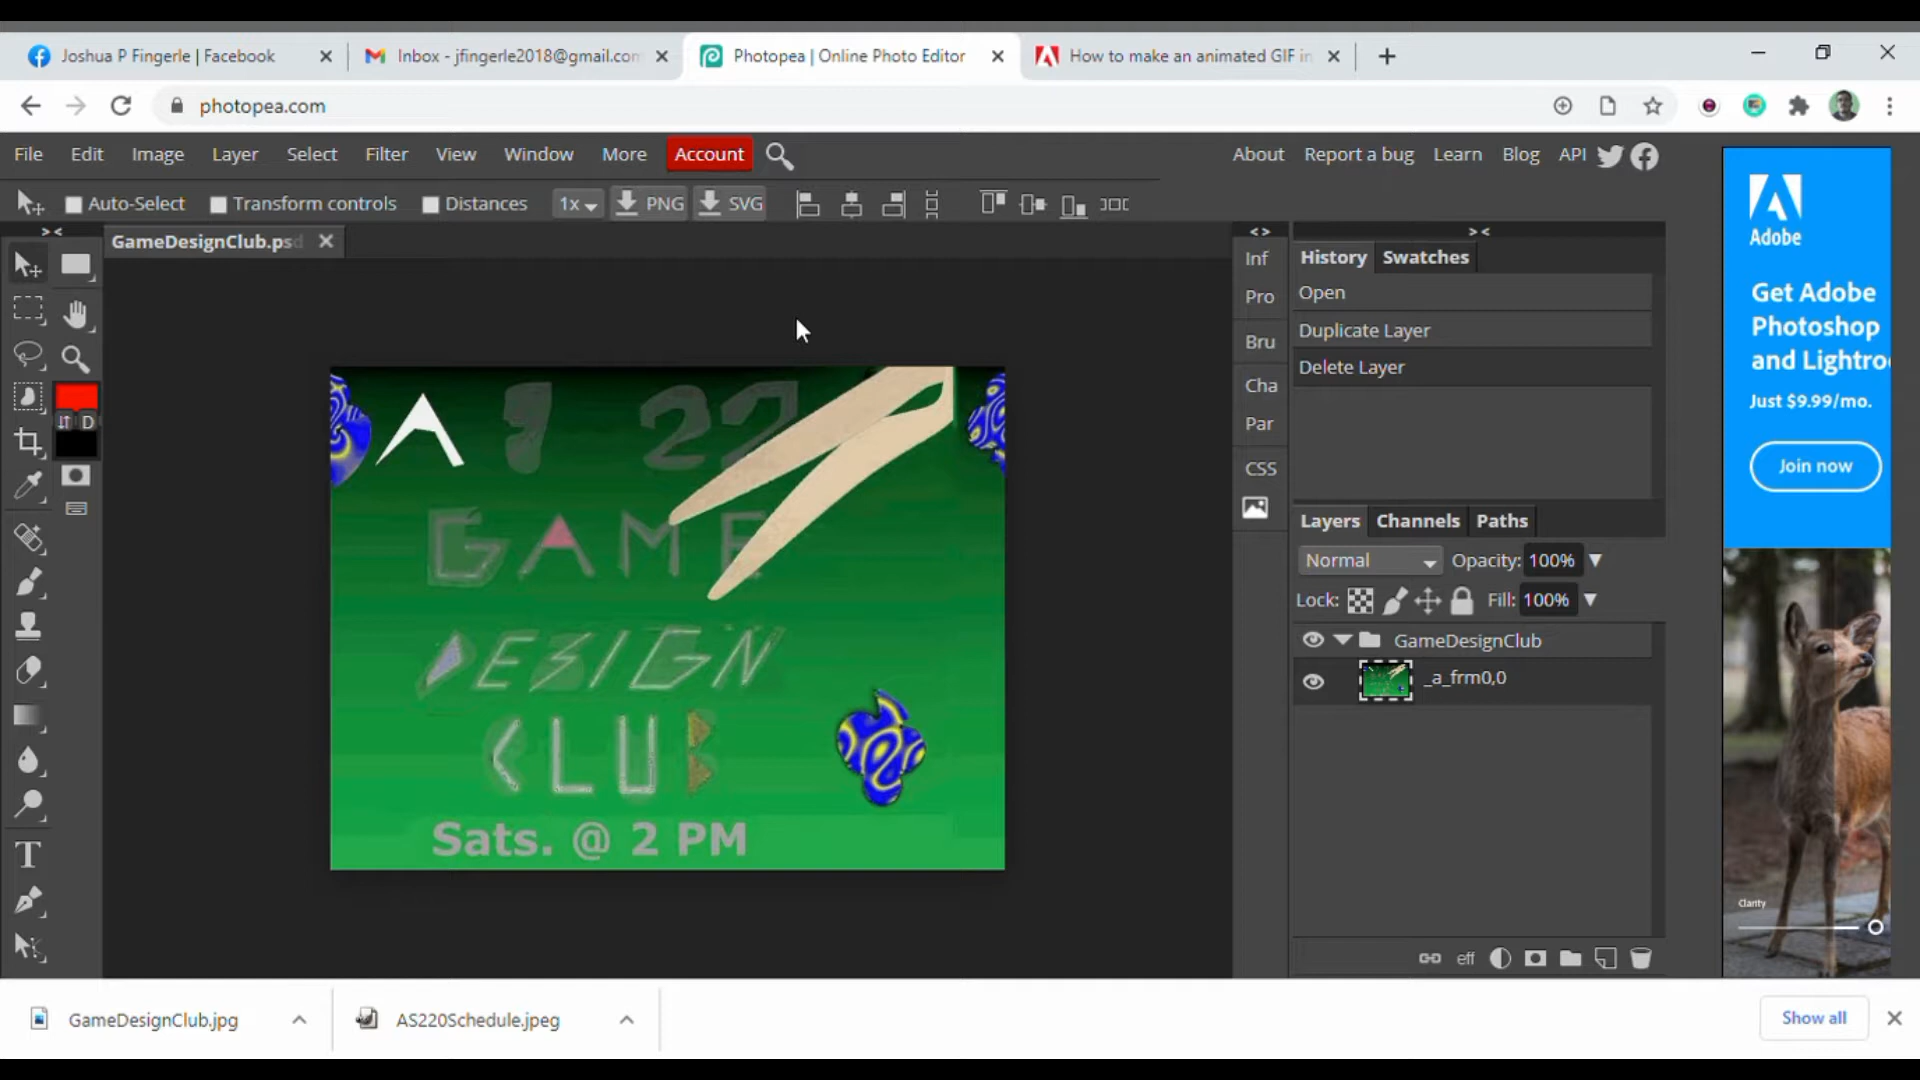 Joshua P Fingerle | Facebook
Inbox - jfingerle2018@gmail.com
Photopea | Online Photo Editor
How to make an animated GIF in
photopea.com
File Edit Image Layer Select Filter View Window More Account
About Report a bug Learn Blog API
Auto-Select Transform controls Distances 1x PNG SVG
GameDesignClub.psd
D
Inf
Pro
Bru
Cha
Par
CSS
History Swatches
Open
Duplicate Layer
Delete Layer
Layers Channels Paths
Normal Opacity: 100%
Lock: Fill: 100%
GameDesignClub
_a_frm0,0
eff
A 22
GAME
DESIGN
CLUB
Sats. @ 2 PM
Adobe
Get Adobe
Photoshop
and Lightro
Just $9.99/mo.
Join now
Clarity
GameDesignClub.jpg
AS220Schedule.jpeg
Show all